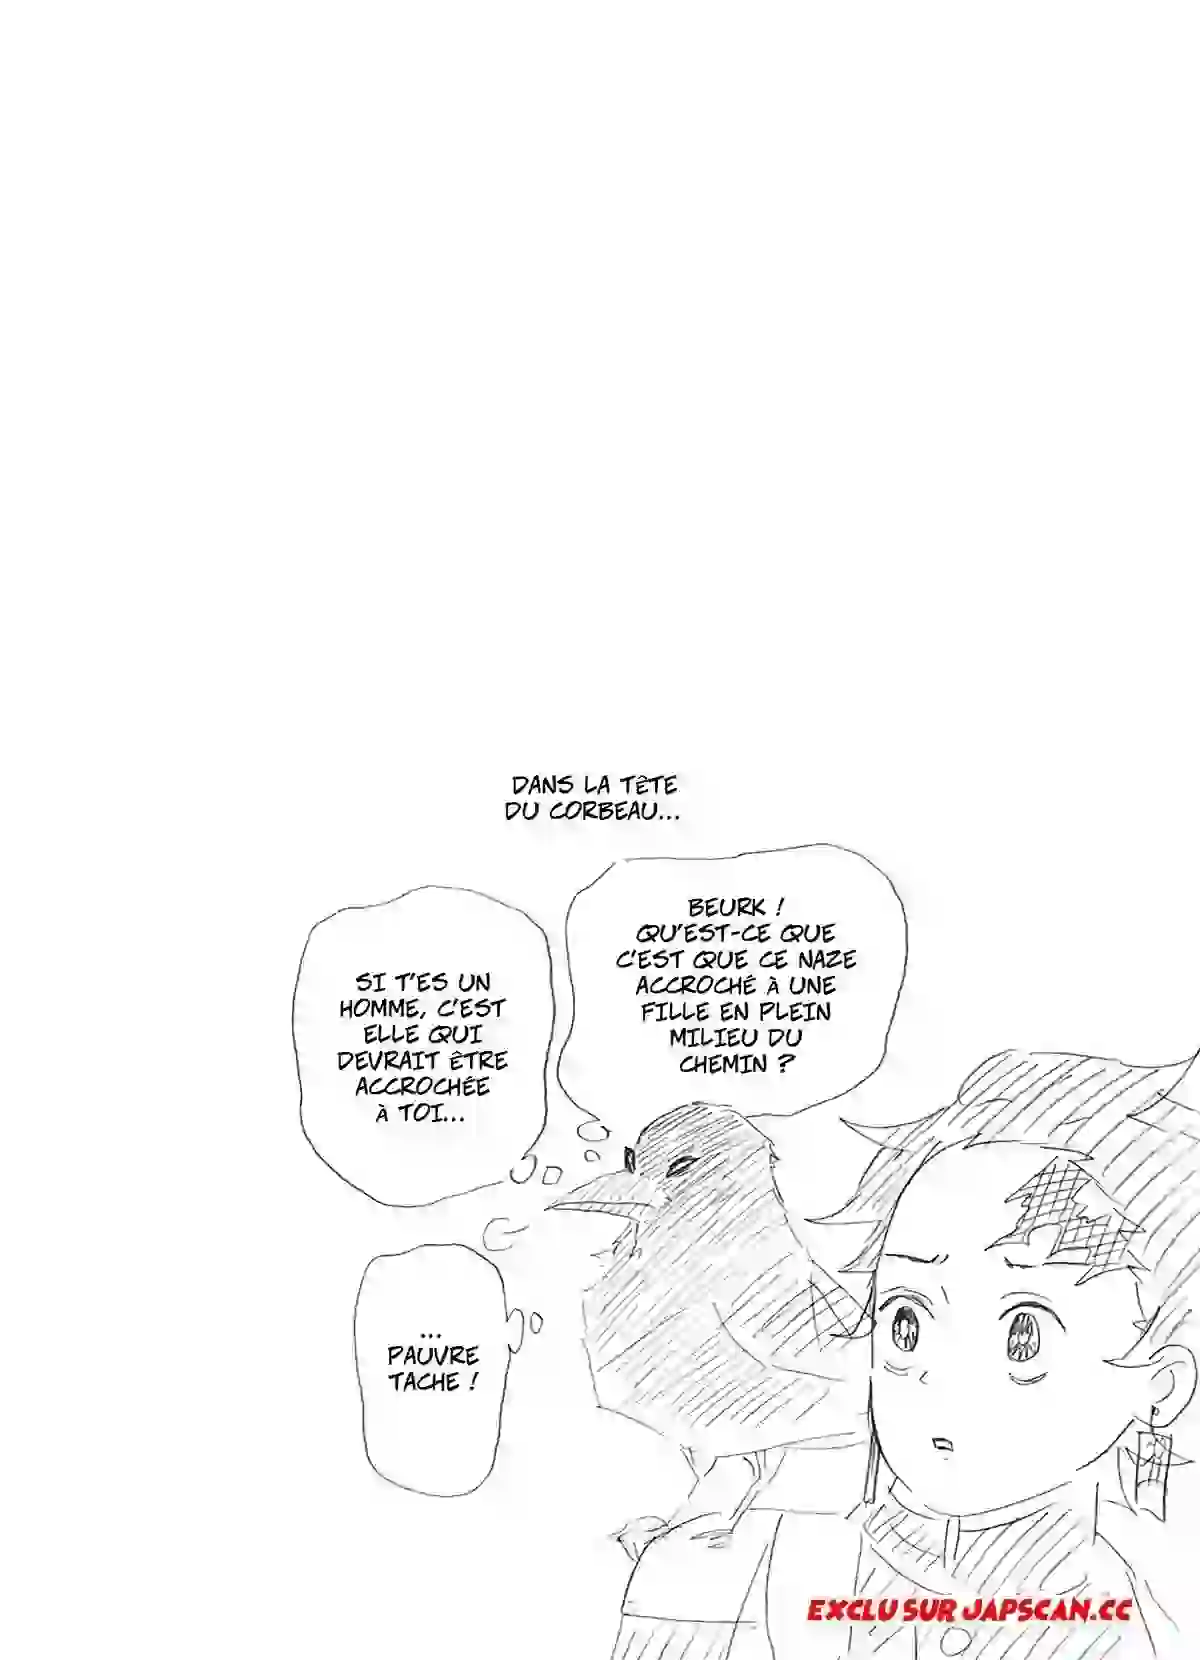 DANS LA TÊTE
DU CORBEAU...
BEURK !
QU'EST-CE QUE
C'EST QUE CE NAZE
ACCROCHÉ À UNE
FILLE EN PLEIN
MILIEU DU
CHEMIN ?
SI T'ES UN
HOMME, C'EST
ELLE QUI
DEVRAIT ÊTRE
ACCROCHÉE
À TOI...
...
PAUVRE
TACHE !
EXCLU SUR JAPSCAN.CC